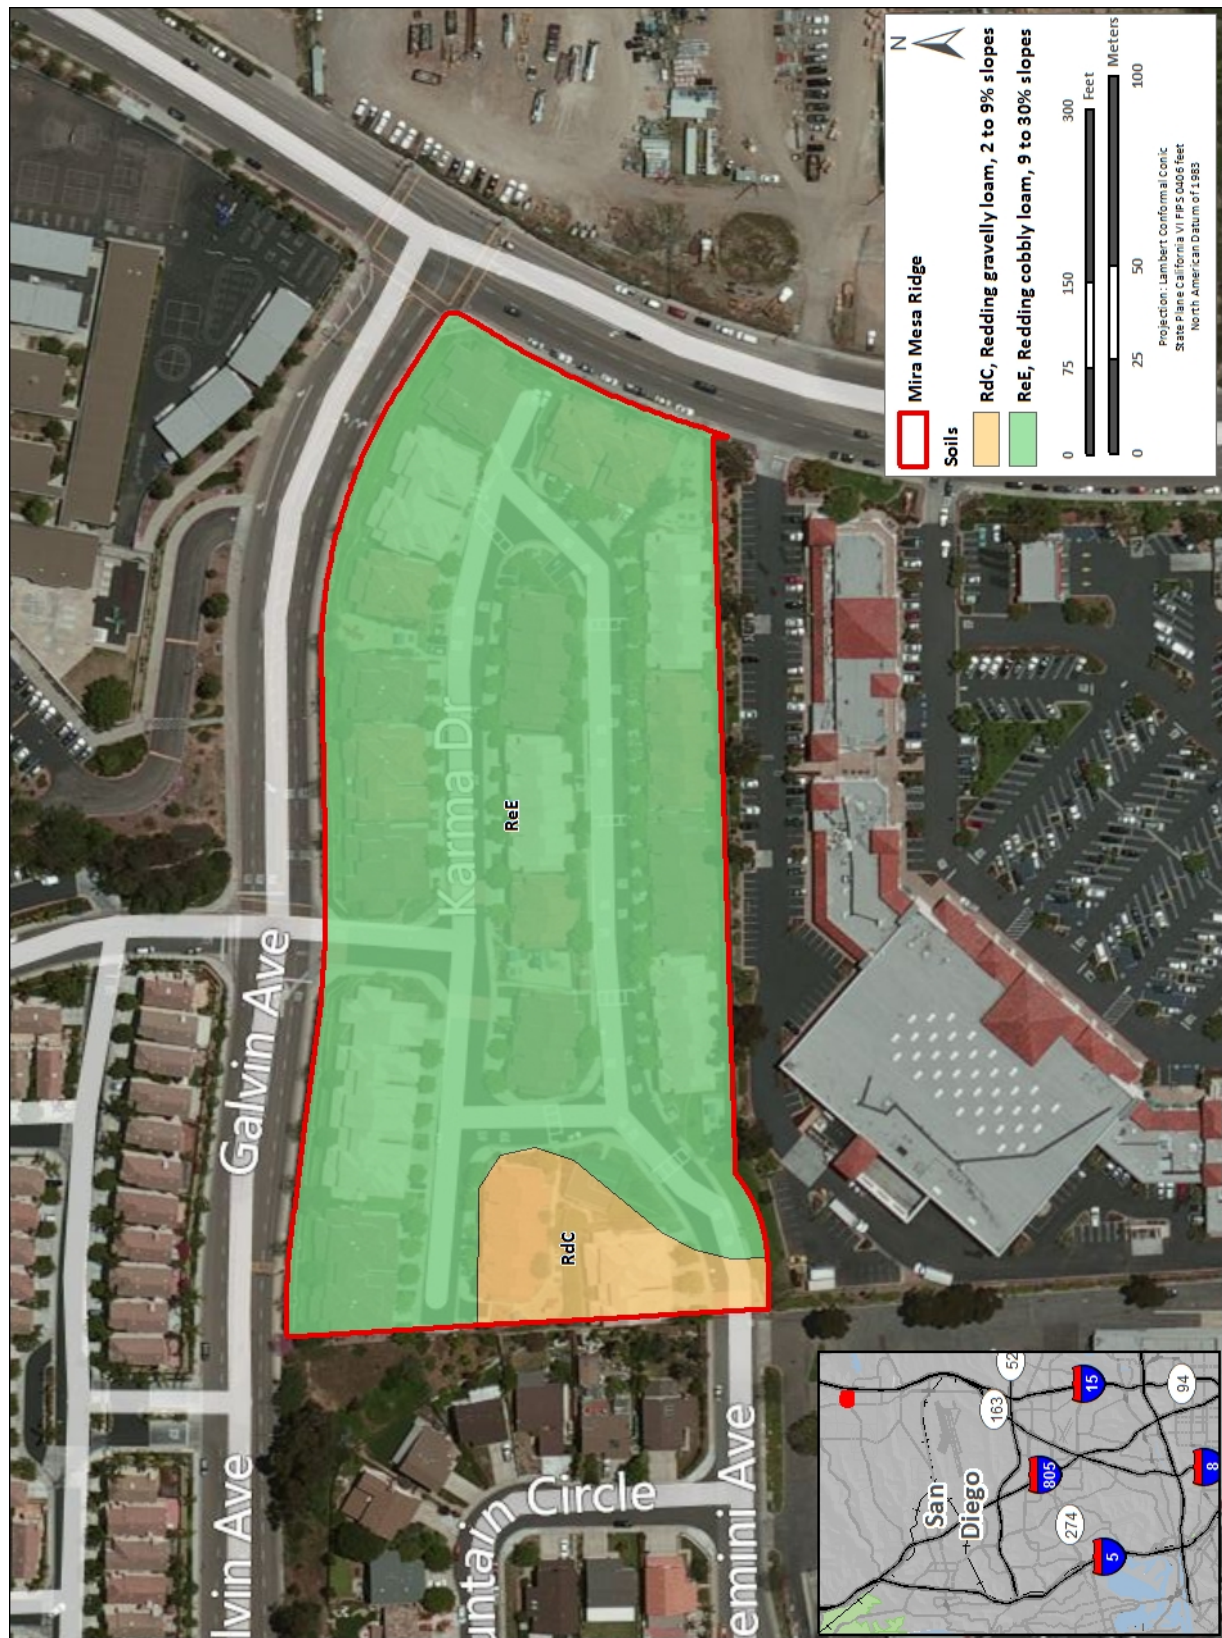 Galvin Ave
lvin Ave
Karma Dr
ReE
RdC
untain Circle
emini Ave
N
Mira Mesa Ridge
Soils
RdC, Redding gravelly loam, 2 to 9% slopes
ReE, Redding cobbly loam, 9 to 30% slopes
0 75 150 300
Feet
0 25 50 100
Meters
Projection: Lambert Conformal Conic
State Plane California VI FIPS 0406 feet
North American Datum of 1983
San
Diego
52
163
15
94
805
274
8
5